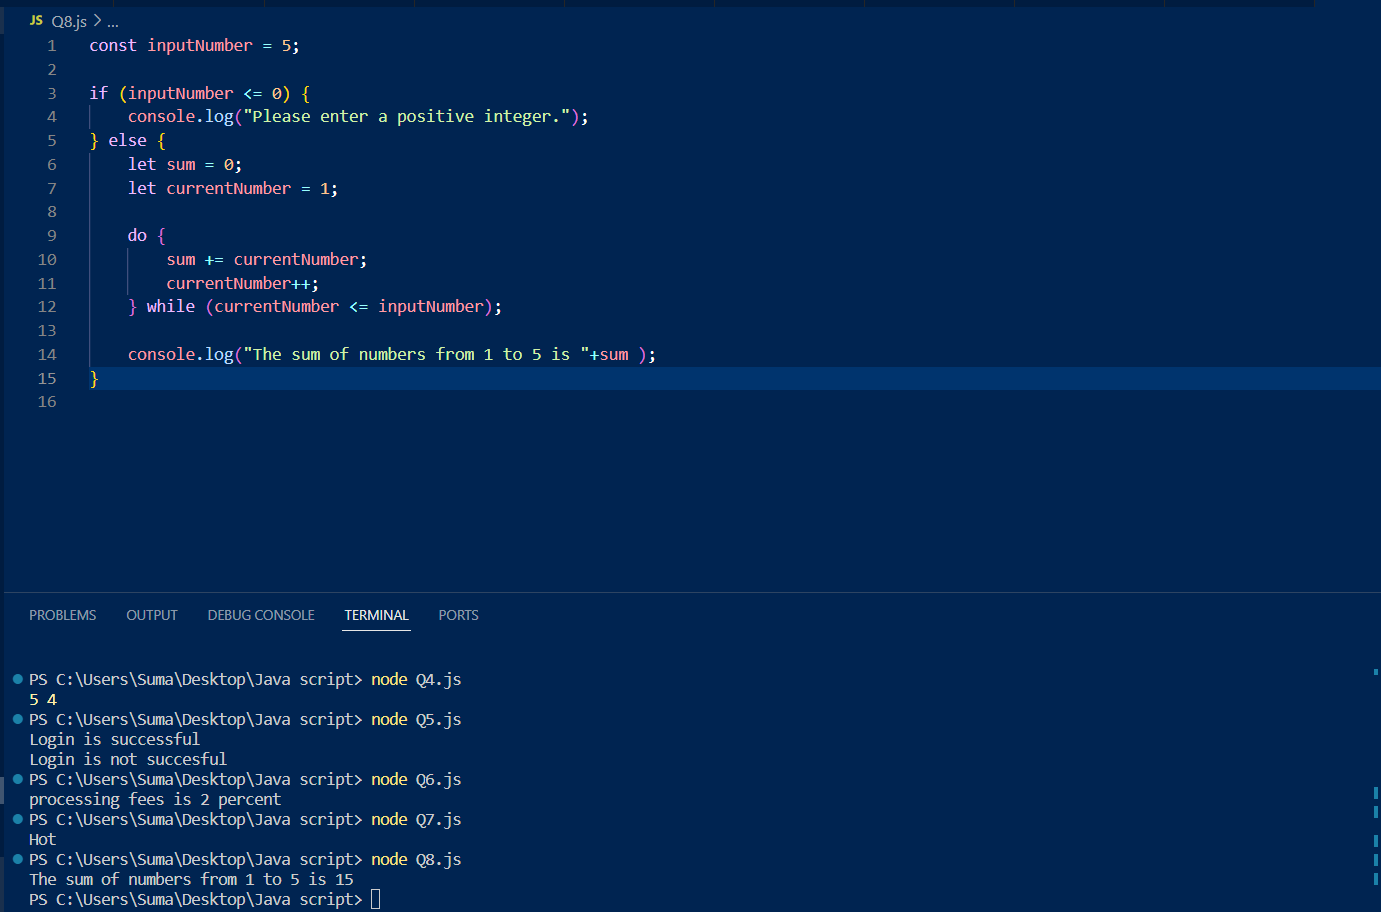 JS Q8.js > ...
1 const inputNumber = 5;
2
3 if (inputNumber <= 0) {
4     console.log("Please enter a positive integer.");
5 } else {
6     let sum = 0;
7     let currentNumber = 1;
8
9     do {
10         sum += currentNumber;
11         currentNumber++;
12     } while (currentNumber <= inputNumber);
13
14     console.log("The sum of numbers from 1 to 5 is "+sum );
15 }
16
PROBLEMS OUTPUT DEBUG CONSOLE TERMINAL PORTS
PS C:\Users\Suma\Desktop\Java script> node Q4.js
5 4
PS C:\Users\Suma\Desktop\Java script> node Q5.js
Login is successful
Login is not succesful
PS C:\Users\Suma\Desktop\Java script> node Q6.js
processing fees is 2 percent
PS C:\Users\Suma\Desktop\Java script> node Q7.js
Hot
PS C:\Users\Suma\Desktop\Java script> node Q8.js
The sum of numbers from 1 to 5 is 15
PS C:\Users\Suma\Desktop\Java script>